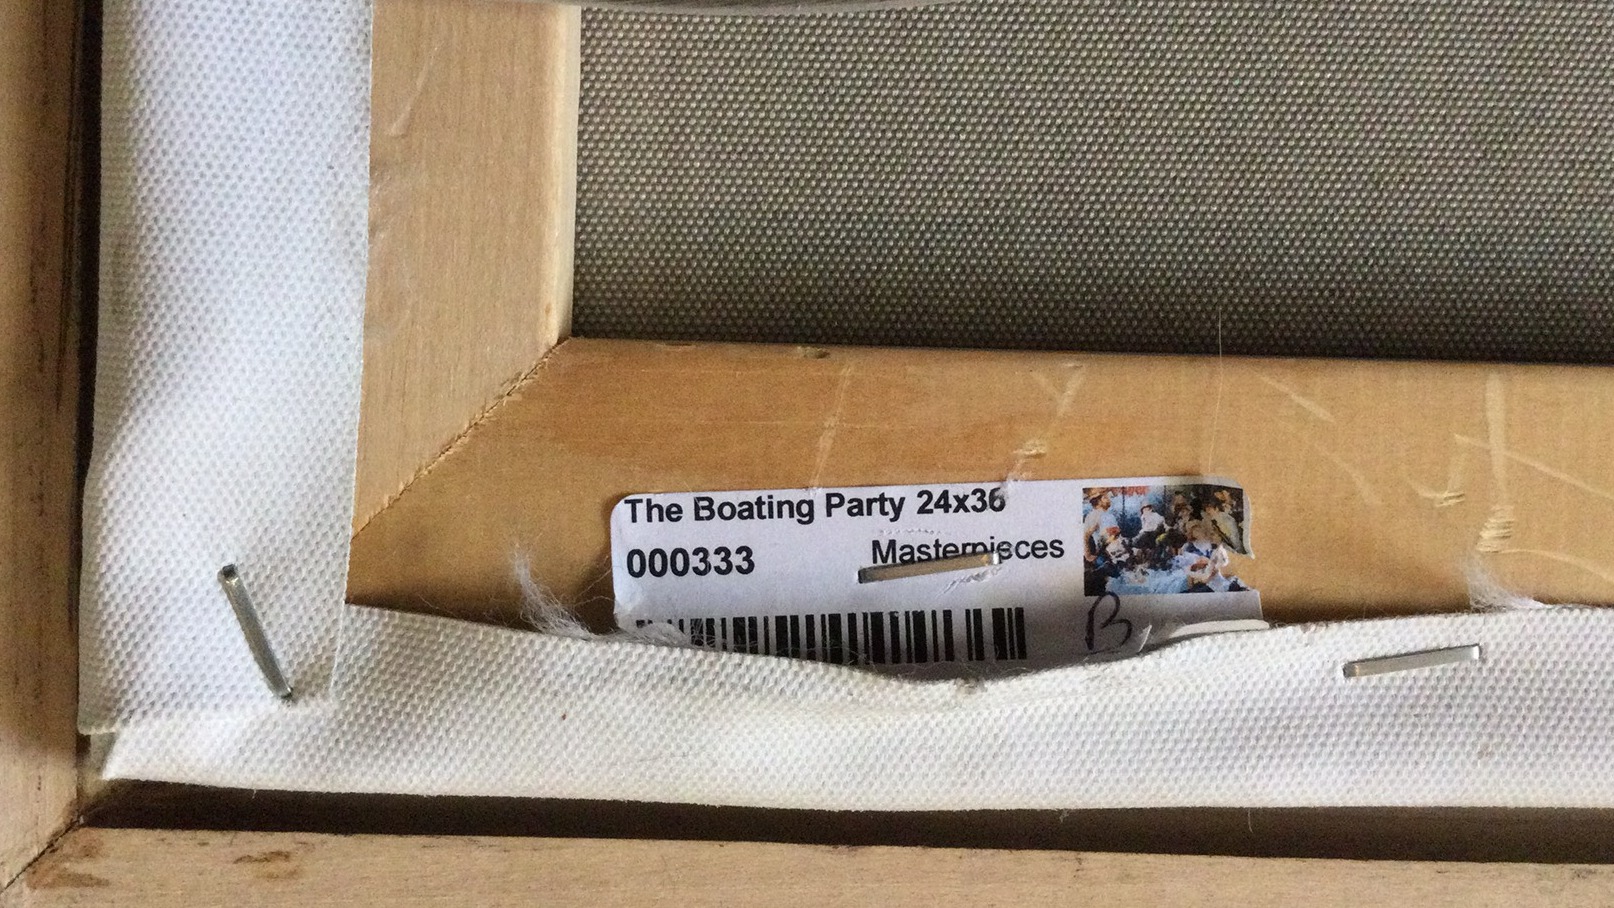 The Boating Party 24x36
000333
Masterpieces
B